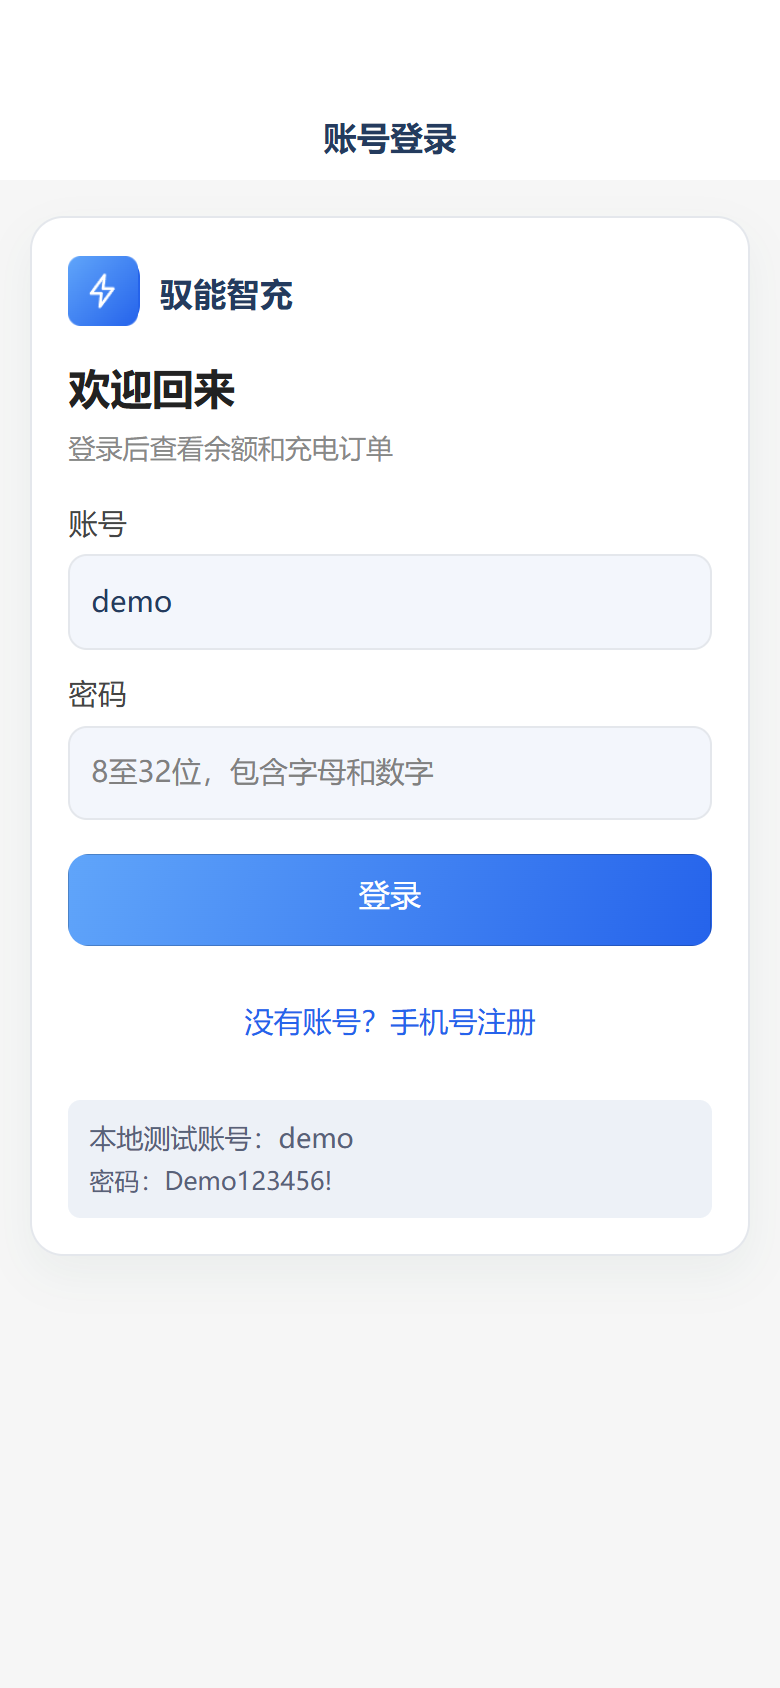 账号登录
驭能智充
欢迎回来
登录后查看余额和充电订单
账号
demo
密码
8至32位，包含字母和数字
登录
没有账号？手机号注册
本地测试账号：demo
密码：Demo123456!